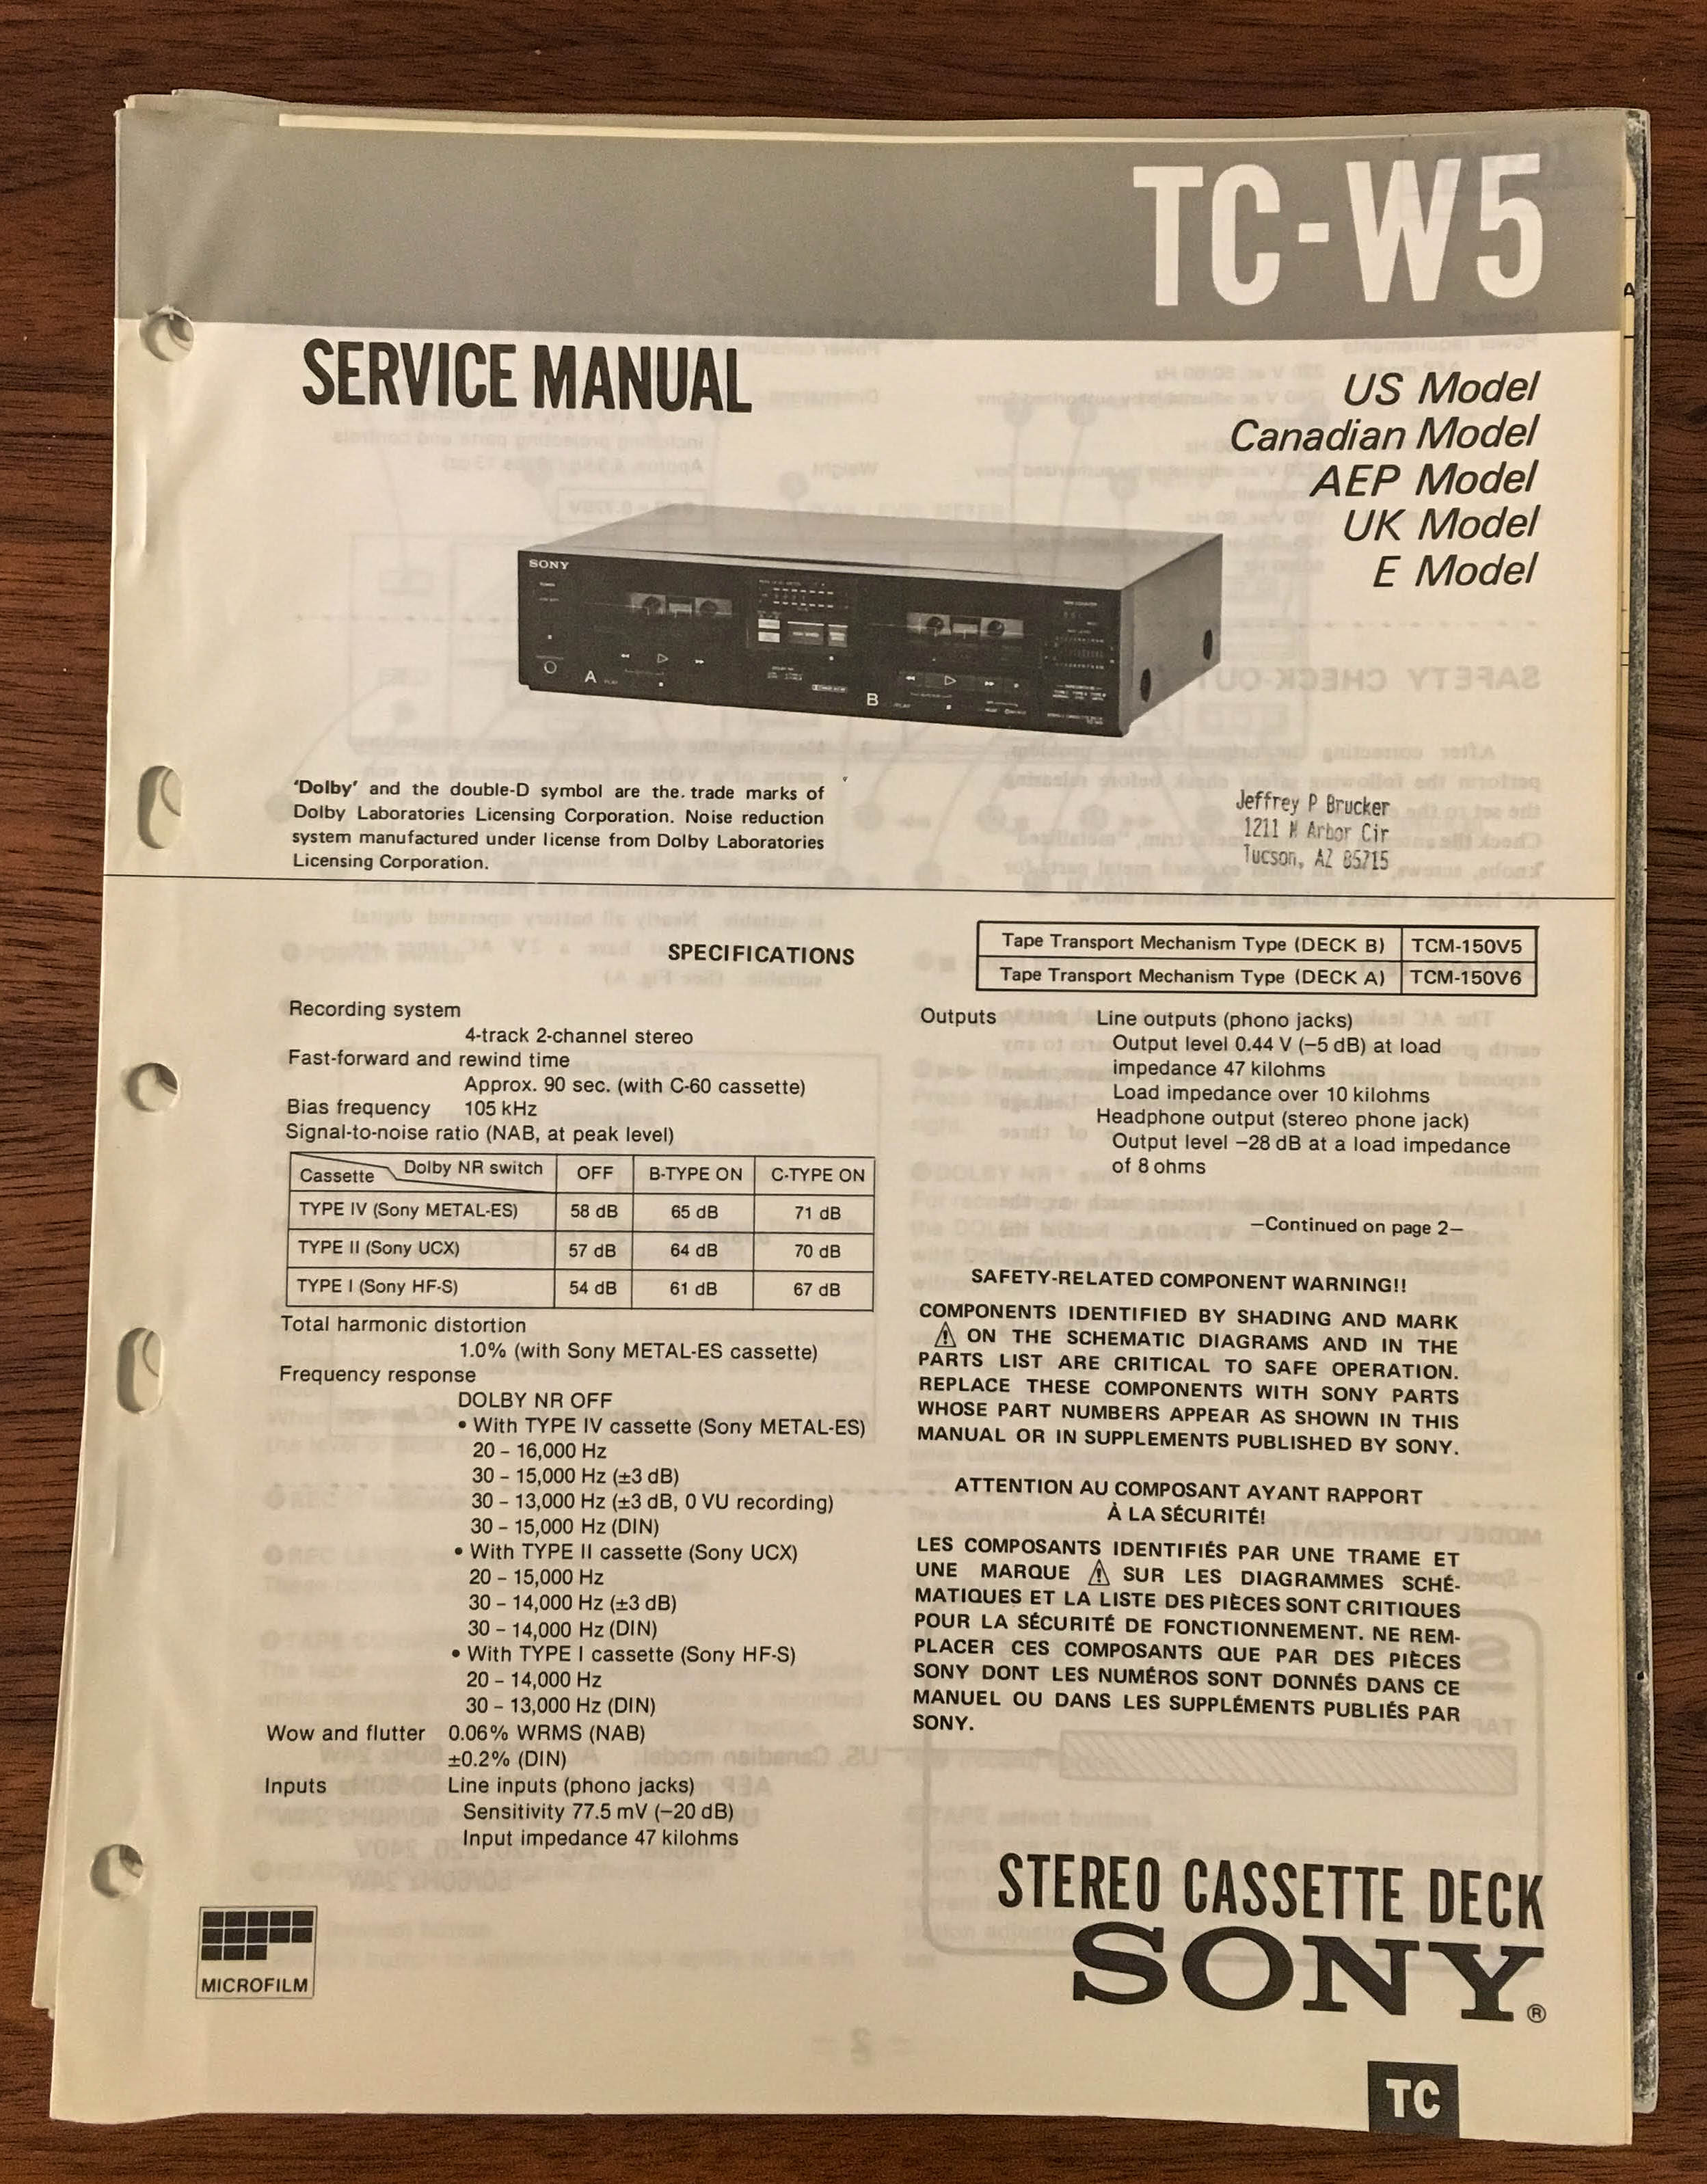 TC-W5
SERVICE MANUAL
US Model
Canadian Model
AEP Model
UK Model
E Model
SONY
A
B
'Dolby' and the double-D symbol are the trade marks of
Dolby Laboratories Licensing Corporation. Noise reduction
system manufactured under license from Dolby Laboratories
Licensing Corporation.
Jeffrey P Brucker
1211 N Arbor Cir
Tucson, AZ 85715
SPECIFICATIONS
Recording system
4-track 2-channel stereo
Fast-forward and rewind time
Approx. 90 sec. (with C-60 cassette)
Bias frequency 105 kHz
Signal-to-noise ratio (NAB, at peak level)
Cassette Dolby NR switch OFF B-TYPE ON C-TYPE ON
TYPE IV (Sony METAL-ES) 58 dB 65 dB 71 dB
TYPE II (Sony UCX) 57 dB 64 dB 70 dB
TYPE I (Sony HF-S) 54 dB 61 dB 67 dB
Total harmonic distortion
1.0% (with Sony METAL-ES cassette)
Frequency response
DOLBY NR OFF
• With TYPE IV cassette (Sony METAL-ES)
20 – 16,000 Hz
30 – 15,000 Hz (±3 dB)
30 – 13,000 Hz (±3 dB, 0 VU recording)
30 – 15,000 Hz (DIN)
• With TYPE II cassette (Sony UCX)
20 – 15,000 Hz
30 – 14,000 Hz (±3 dB)
30 – 14,000 Hz (DIN)
• With TYPE I cassette (Sony HF-S)
20 – 14,000 Hz
30 – 13,000 Hz (DIN)
Wow and flutter 0.06% WRMS (NAB)
±0.2% (DIN)
Inputs Line inputs (phono jacks)
Sensitivity 77.5 mV (−20 dB)
Input impedance 47 kilohms
Tape Transport Mechanism Type (DECK B) TCM-150V5
Tape Transport Mechanism Type (DECK A) TCM-150V6
Outputs Line outputs (phono jacks)
Output level 0.44 V (−5 dB) at load
impedance 47 kilohms
Load impedance over 10 kilohms
Headphone output (stereo phone jack)
Output level −28 dB at a load impedance
of 8 ohms
—Continued on page 2—
SAFETY-RELATED COMPONENT WARNING!!
COMPONENTS IDENTIFIED BY SHADING AND MARK
⚠ ON THE SCHEMATIC DIAGRAMS AND IN THE
PARTS LIST ARE CRITICAL TO SAFE OPERATION.
REPLACE THESE COMPONENTS WITH SONY PARTS
WHOSE PART NUMBERS APPEAR AS SHOWN IN THIS
MANUAL OR IN SUPPLEMENTS PUBLISHED BY SONY.
ATTENTION AU COMPOSANT AYANT RAPPORT
À LA SÉCURITÉ!
LES COMPOSANTS IDENTIFIÉS PAR UNE TRAME ET
UNE MARQUE ⚠ SUR LES DIAGRAMMES SCHÉ-
MATIQUES ET LA LISTE DES PIÈCES SONT CRITIQUES
POUR LA SÉCURITÉ DE FONCTIONNEMENT. NE REM-
PLACER CES COMPOSANTS QUE PAR DES PIÈCES
SONY DONT LES NUMÉROS SONT DONNÉS DANS CE
MANUEL OU DANS LES SUPPLÉMENTS PUBLIÉS PAR
SONY.
MICROFILM
STEREO CASSETTE DECK
SONY®
TC